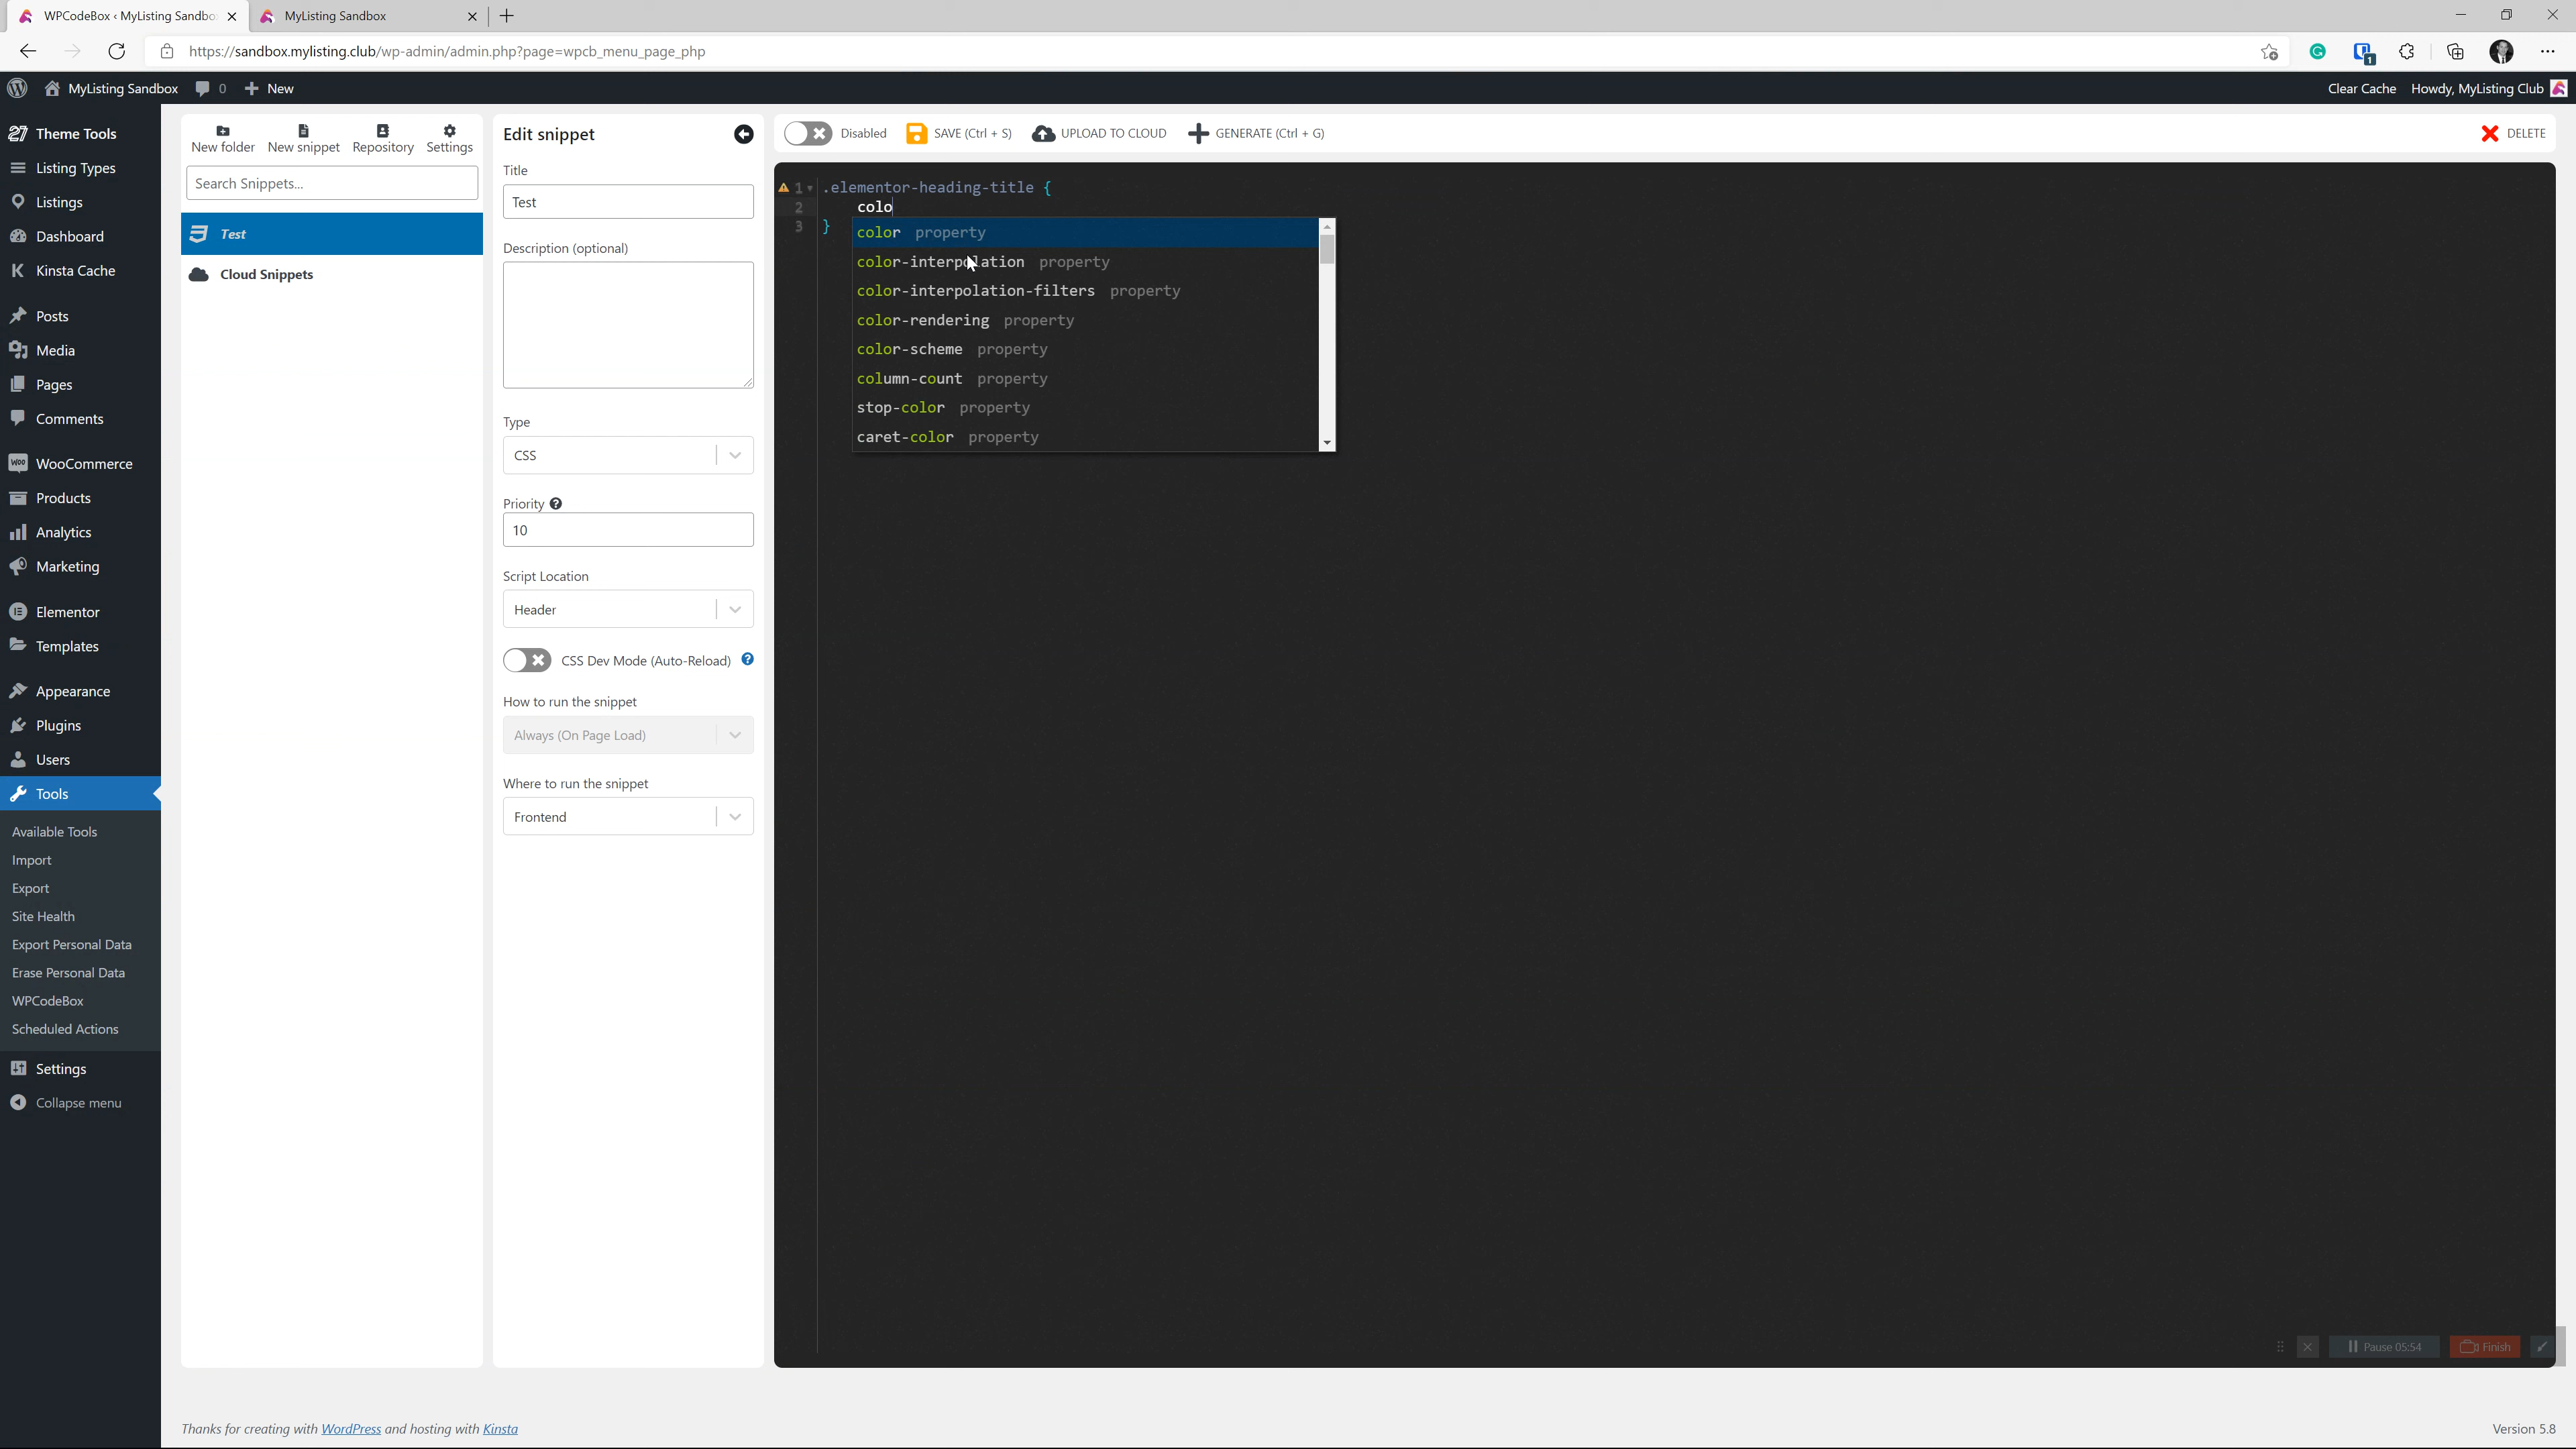 WPCodeBox ‹ MyListing Sandbo
MyListing Sandbox
https://sandbox.mylisting.club/wp-admin/admin.php?page=wpcb_menu_page_php
1
MyListing Sandbox
0
New
Clear Cache
Howdy, MyListing Club
27 Theme Tools
Listing Types
Listings
Dashboard
K Kinsta Cache
Posts
Media
Pages
Comments
Woo WooCommerce
Products
Analytics
Marketing
Elementor
Templates
Appearance
Plugins
Users
Tools
Available Tools
Import
Export
Site Health
Export Personal Data
Erase Personal Data
WPCodeBox
Scheduled Actions
Settings
Collapse menu
New folder
New snippet
Repository
Settings
Search Snippets...
Test
Cloud Snippets
Edit snippet
Title
Test
Description (optional)
Type
CSS
Priority
10
Script Location
Header
CSS Dev Mode (Auto-Reload)
How to run the snippet
Always (On Page Load)
Where to run the snippet
Frontend
Disabled
SAVE (Ctrl + S)
UPLOAD TO CLOUD
GENERATE (Ctrl + G)
DELETE
1 .elementor-heading-title {
2 colo
3 }
color property
color-interpolation property
color-interpolation-filters property
color-rendering property
color-scheme property
column-count property
stop-color property
caret-color property
Pause 05:54
Finish
Thanks for creating with WordPress and hosting with Kinsta
Version 5.8